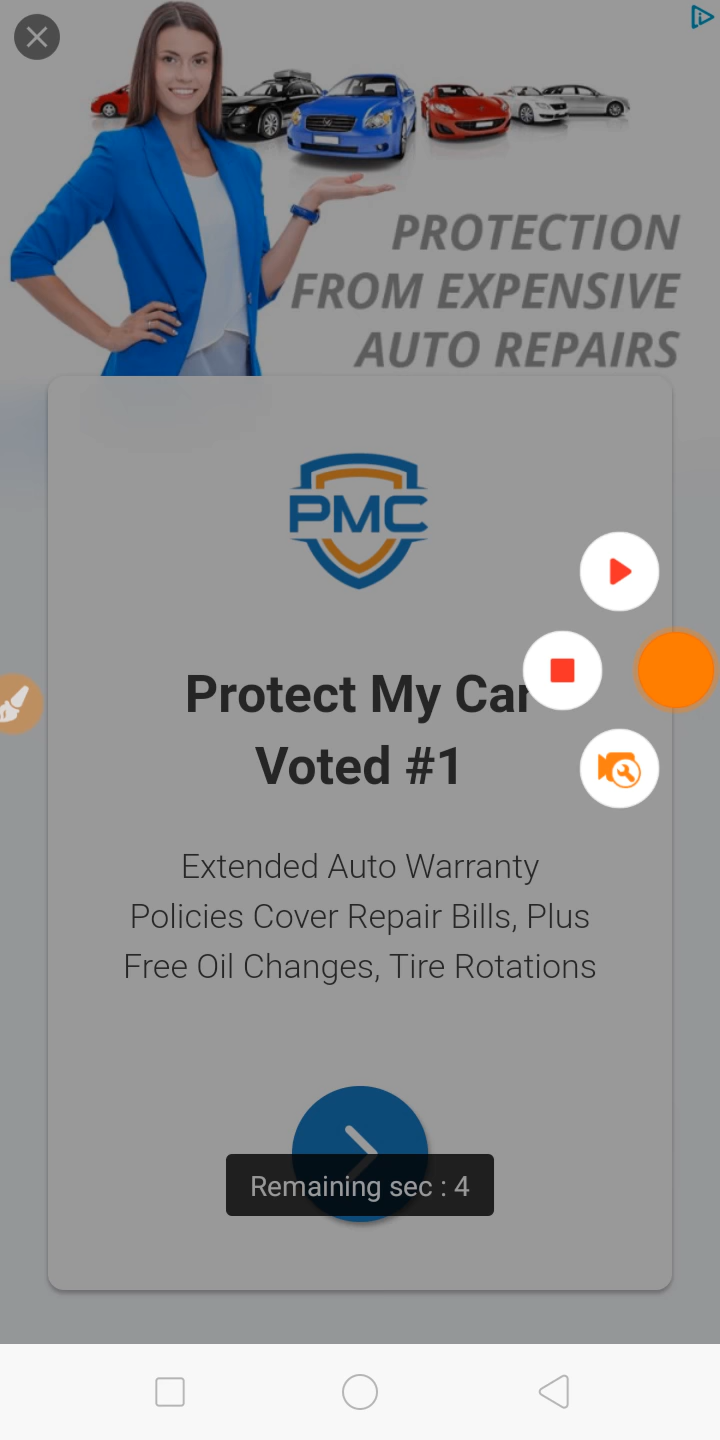 PROTECTION
FROM EXPENSIVE
AUTO REPAIRS
PMC
Protect My Car
Voted #1
Extended Auto Warranty
Policies Cover Repair Bills, Plus
Free Oil Changes, Tire Rotations
Remaining sec : 4